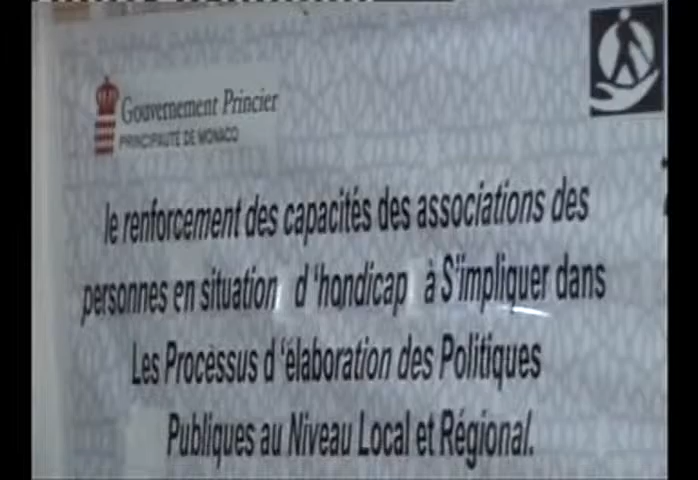 Gouvernement Princier
PRINCIPAUTÉ DE MONACO
le renforcement des capacités des associations des
personnes en situation d'handicap à S'impliquer dans
Les Processus d'élaboration des Politiques
Publiques au Niveau Local et Régional.